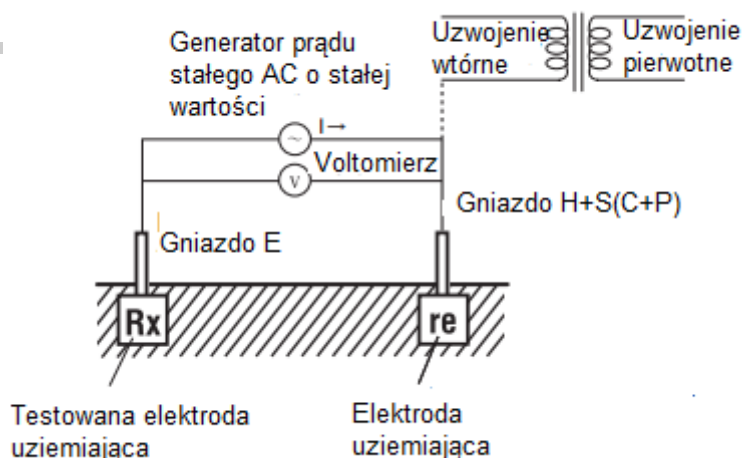 Generator prądu
stałego AC o stałej
wartości
Uzwojenie
wtórne
Uzwojenie
pierwotne
I→
~
Voltomierz
V
Gniazdo H+S(C+P)
Gniazdo E
Rx
re
Testowana elektroda
uziemiająca
Elektroda
uziemiająca